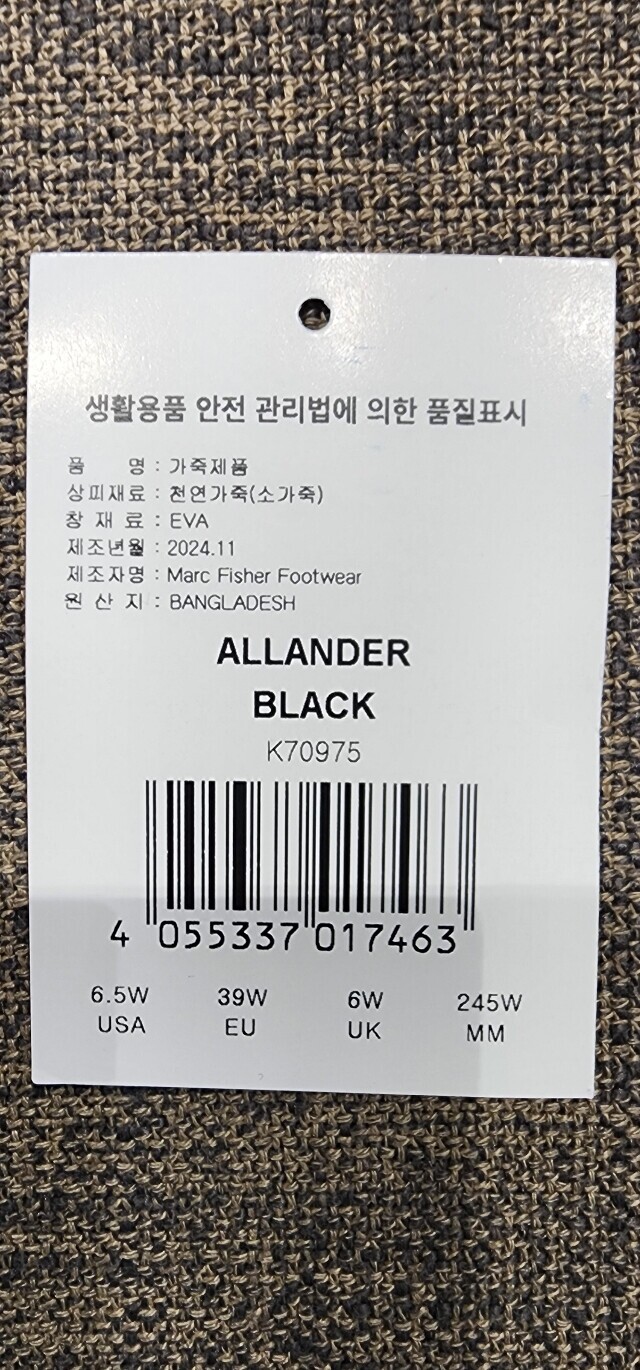 생활용품 안전 관리법에 의한 품질표시
품 명 : 가죽제품
상피재료 : 천연가죽(소가죽)
창 재 료 : EVA
제조년월 : 2024.11
제조자명 : Marc Fisher Footwear
원 산 지 : BANGLADESH
ALLANDER
BLACK
K70975
4 055337 017463
6.5W 39W 6W 245W
USA EU UK MM